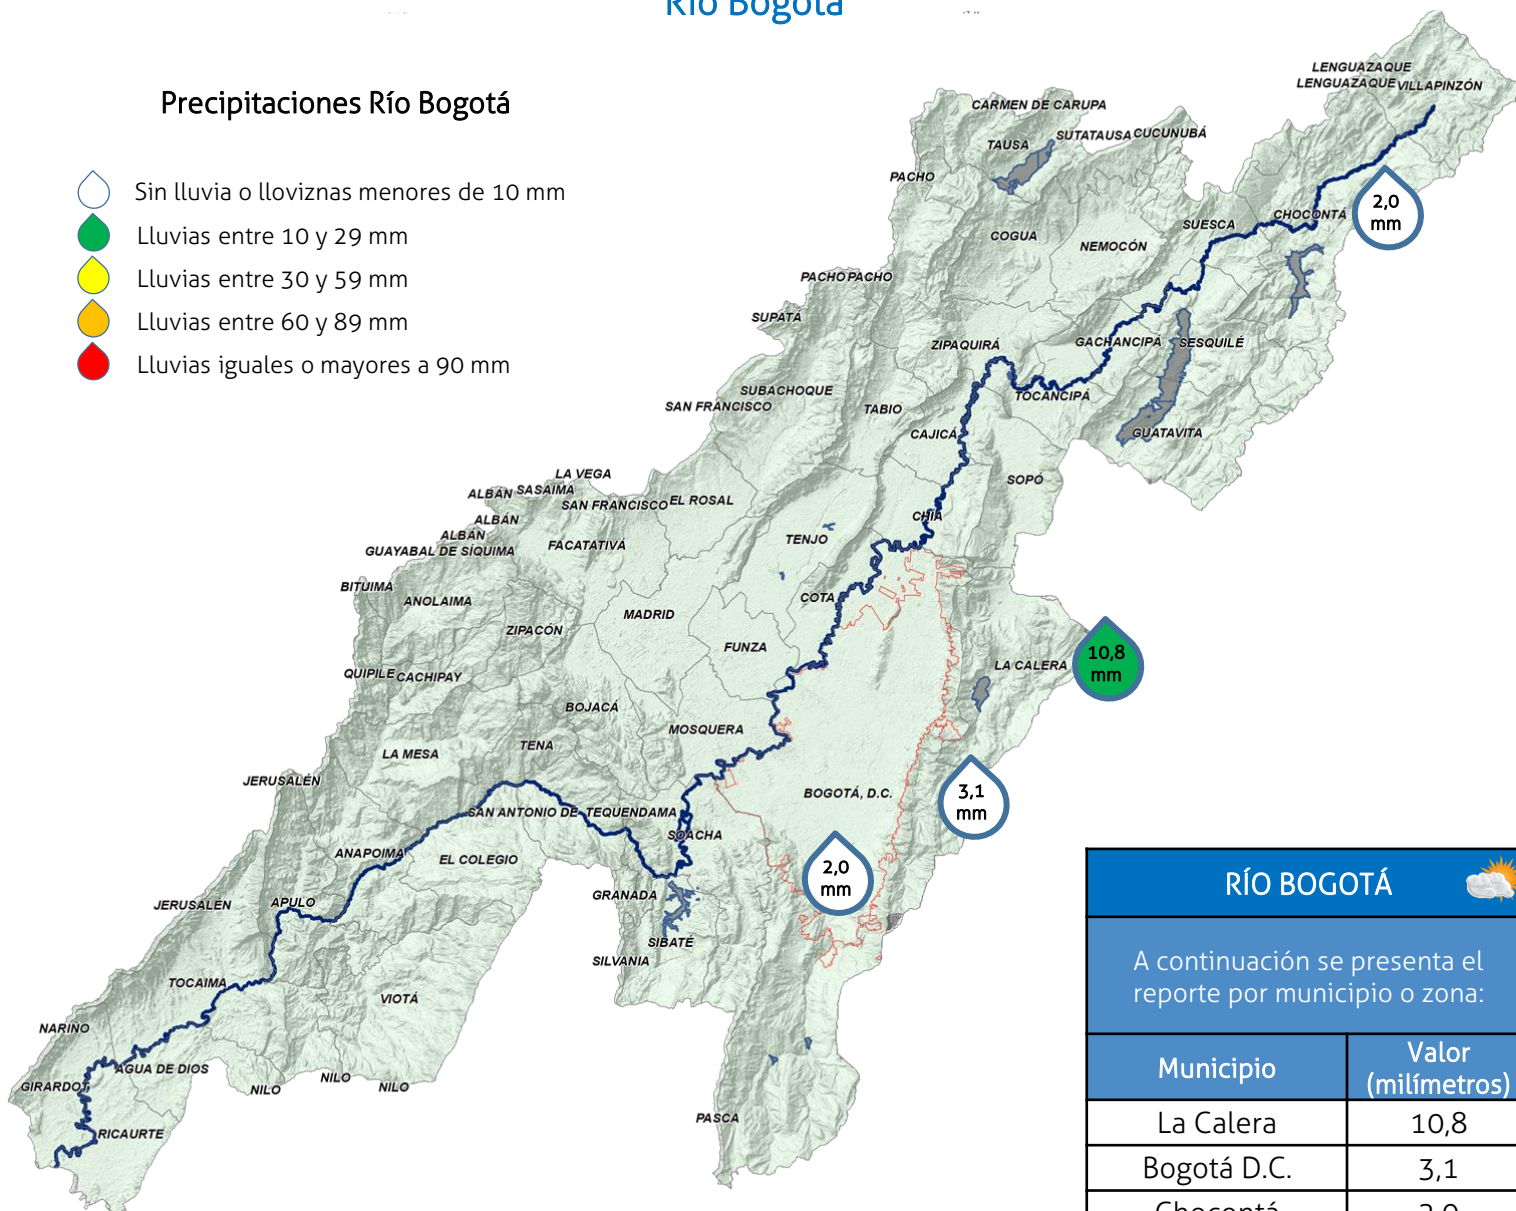 Río Bogotá
Precipitaciones Río Bogotá
Sin lluvia o lloviznas menores de 10 mm
Lluvias entre 10 y 29 mm
Lluvias entre 30 y 59 mm
Lluvias entre 60 y 89 mm
Lluvias iguales o mayores a 90 mm
LENGUAZAQUE
LENGUAZAQUE
VILLAPINZÓN
CARMEN DE CARUPA
SUTATAUSA
CUCUNUBÁ
TAUSA
PACHO
2,0
mm
CHOCONTÁ
SUESCA
COGUA
NEMOCÓN
PACHO
PACHO
SUPATÁ
ZIPAQUIRÁ
GACHANCIPÁ
SESQUILÉ
SUBACHOQUE
SAN FRANCISCO
TABIO
TOCANCIPÁ
CAJICÁ
GUATAVITA
LA VEGA
SOPÓ
ALBÁN
SASAIMA
SAN FRANCISCO
EL ROSAL
ALBÁN
CHÍA
ALBÁN
GUAYABAL DE SÍQUIMA
FACATATIVÁ
TENJO
BITUIMA
ANOLAIMA
COTA
MADRID
ZIPACÓN
FUNZA
10,8
mm
LA CALERA
QUIPILE
CACHIPAY
BOJACÁ
MOSQUERA
TENA
LA MESA
JERUSALÉN
BOGOTÁ, D.C.
3,1
mm
SAN ANTONIO DE TEQUENDAMA
SOACHA
ANAPOIMA
EL COLEGIO
2,0
mm
GRANADA
JERUSALÉN
APULO
SIBATÉ
SILVANIA
TOCAIMA
VIOTÁ
NARIÑO
AGUA DE DIOS
GIRARDOT
NILO
NILO
NILO
PASCA
RICAURTE
RÍO BOGOTÁ
A continuación se presenta el
reporte por municipio o zona:
Municipio
Valor
(milímetros)
La Calera 10,8
Bogotá D.C. 3,1
Chocontá 2,0